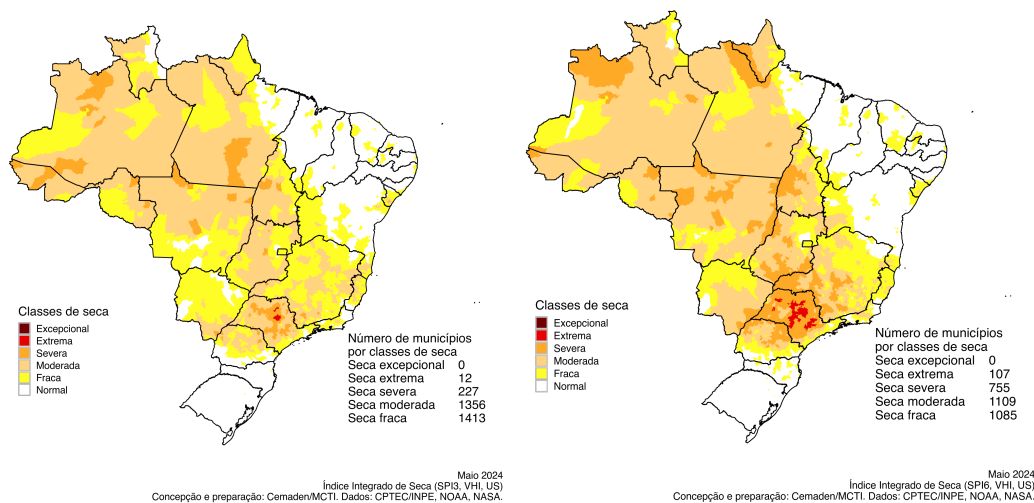 Classes de seca
Excepcional
Extrema
Severa
Moderada
Fraca
Normal
Número de municípios
por classes de seca
Seca excepcional 0
Seca extrema 12
Seca severa 227
Seca moderada 1356
Seca fraca 1413
Maio 2024
Índice Integrado de Seca (SPI3, VHI, US)
Concepção e preparação: Cemaden/MCTI. Dados: CPTEC/INPE, NOAA, NASA.
Classes de seca
Excepcional
Extrema
Severa
Moderada
Fraca
Normal
Número de municípios
por classes de seca
Seca excepcional 0
Seca extrema 107
Seca severa 755
Seca moderada 1109
Seca fraca 1085
Maio 2024
Índice Integrado de Seca (SPI6, VHI, US)
Concepção e preparação: Cemaden/MCTI. Dados: CPTEC/INPE, NOAA, NASA.